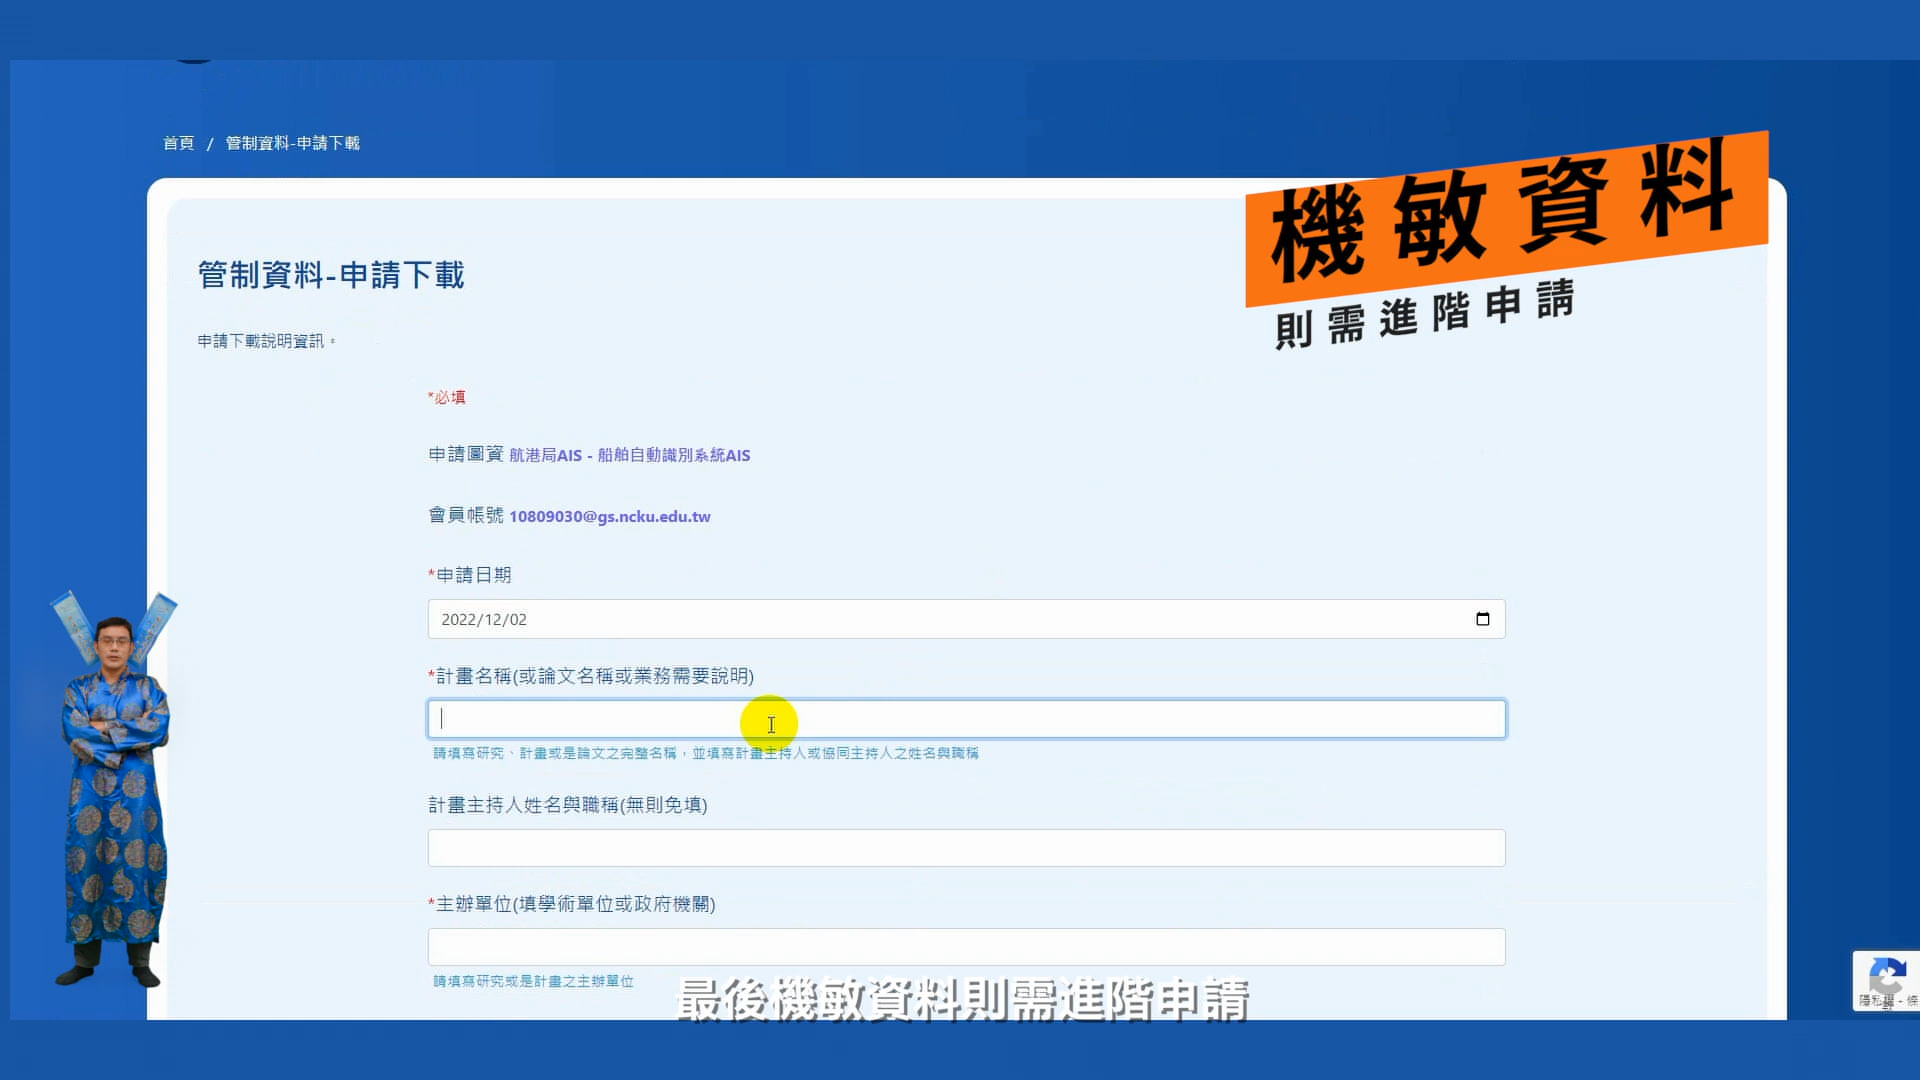 首頁 / 管制資料-申請下載
機敏資料
則需進階申請
管制資料-申請下載
申請下載說明資訊。
*必填
申請圖資 航港局AIS - 船舶自動識別系統AIS
會員帳號 10809030@gs.ncku.edu.tw
*申請日期
2022/12/02
*計畫名稱(或論文名稱或業務需要說明)
請填寫研究、計畫或是論文之完整名稱，並填寫計畫主持人或協同主持人之姓名與職稱
計畫主持人姓名與職稱(無則免填)
*主辦單位(填學術單位或政府機關)
請填寫研究或是計畫之主辦單位
最後機敏資料則需進階申請
隱私權 - 條